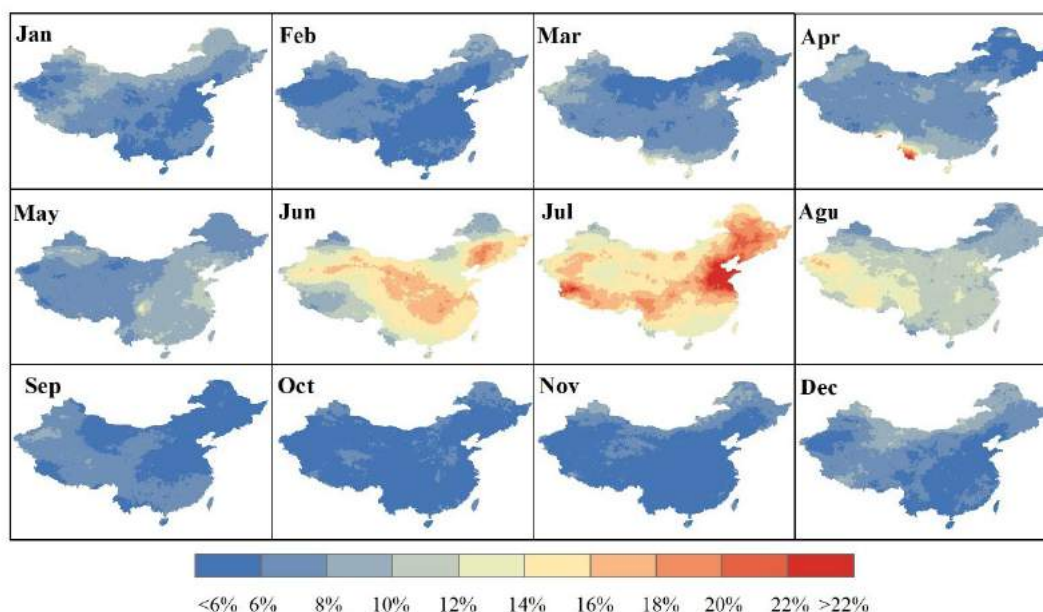 Jan Feb Mar Apr
May Jun Jul Agu
Sep Oct Nov Dec
<6% 6% 8% 10% 12% 14% 16% 18% 20% 22% >22%